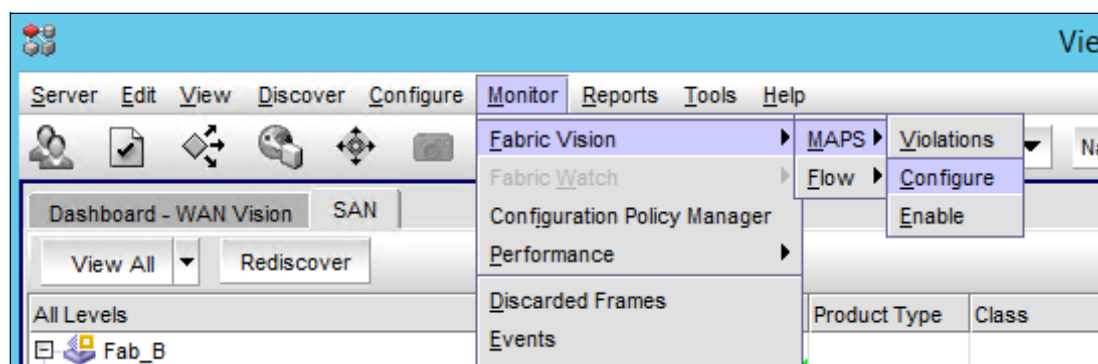 Vie
Server Edit View Discover Configure Monitor Reports Tools Help
Fabric Vision MAPS Violations Na
Fabric Watch Flow Configure
Dashboard - WAN Vision SAN Configuration Policy Manager Enable
View All Rediscover Performance
All Levels Discarded Frames Product Type Class
Fab_B Events